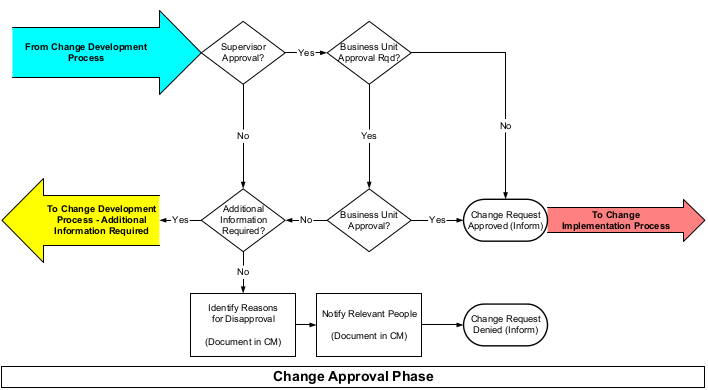 From Change Development
Process
Supervisor
Approval?
Yes
Business Unit
Approval Rqd?
No
Yes
No
To Change Development
Process - Additional
Information Required
Yes
Additional
Information
Required?
No
Business Unit
Approval?
Yes
Change Request
Approved (Inform)
To Change
Implementation Process
No
Identify Reasons
for Disapproval
(Document in CM)
Notify Relevant People
(Document in CM)
Change Request
Denied (Inform)
Change Approval Phase